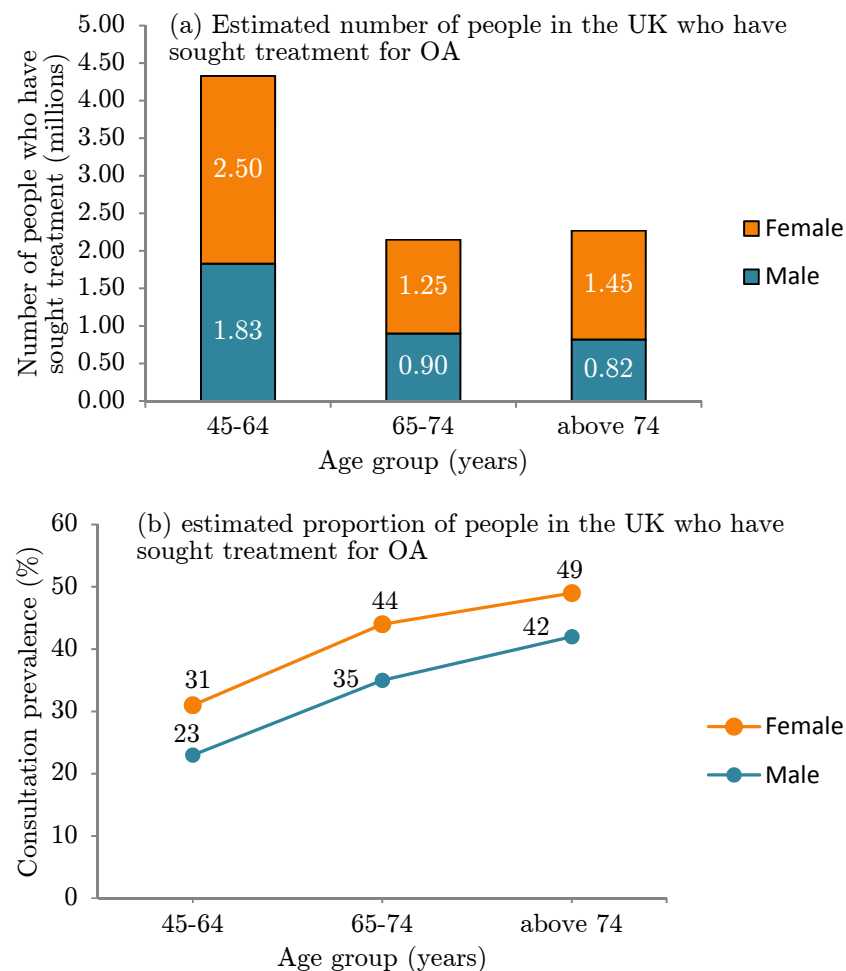 (a) Estimated number of people in the UK who have
sought treatment for OA
Number of people who have
sought treatment (millions)
5.00
4.50
4.00
3.50
3.00
2.50
2.00
1.50
1.00
0.50
0.00
2.50
1.83
1.25
0.90
1.45
0.82
Female
Male
45-64
65-74
above 74
Age group (years)
(b) estimated proportion of people in the UK who have
sought treatment for OA
Consultation prevalence (%)
60
50
40
30
20
10
0
31
44
49
23
35
42
Female
Male
45-64
65-74
above 74
Age group (years)